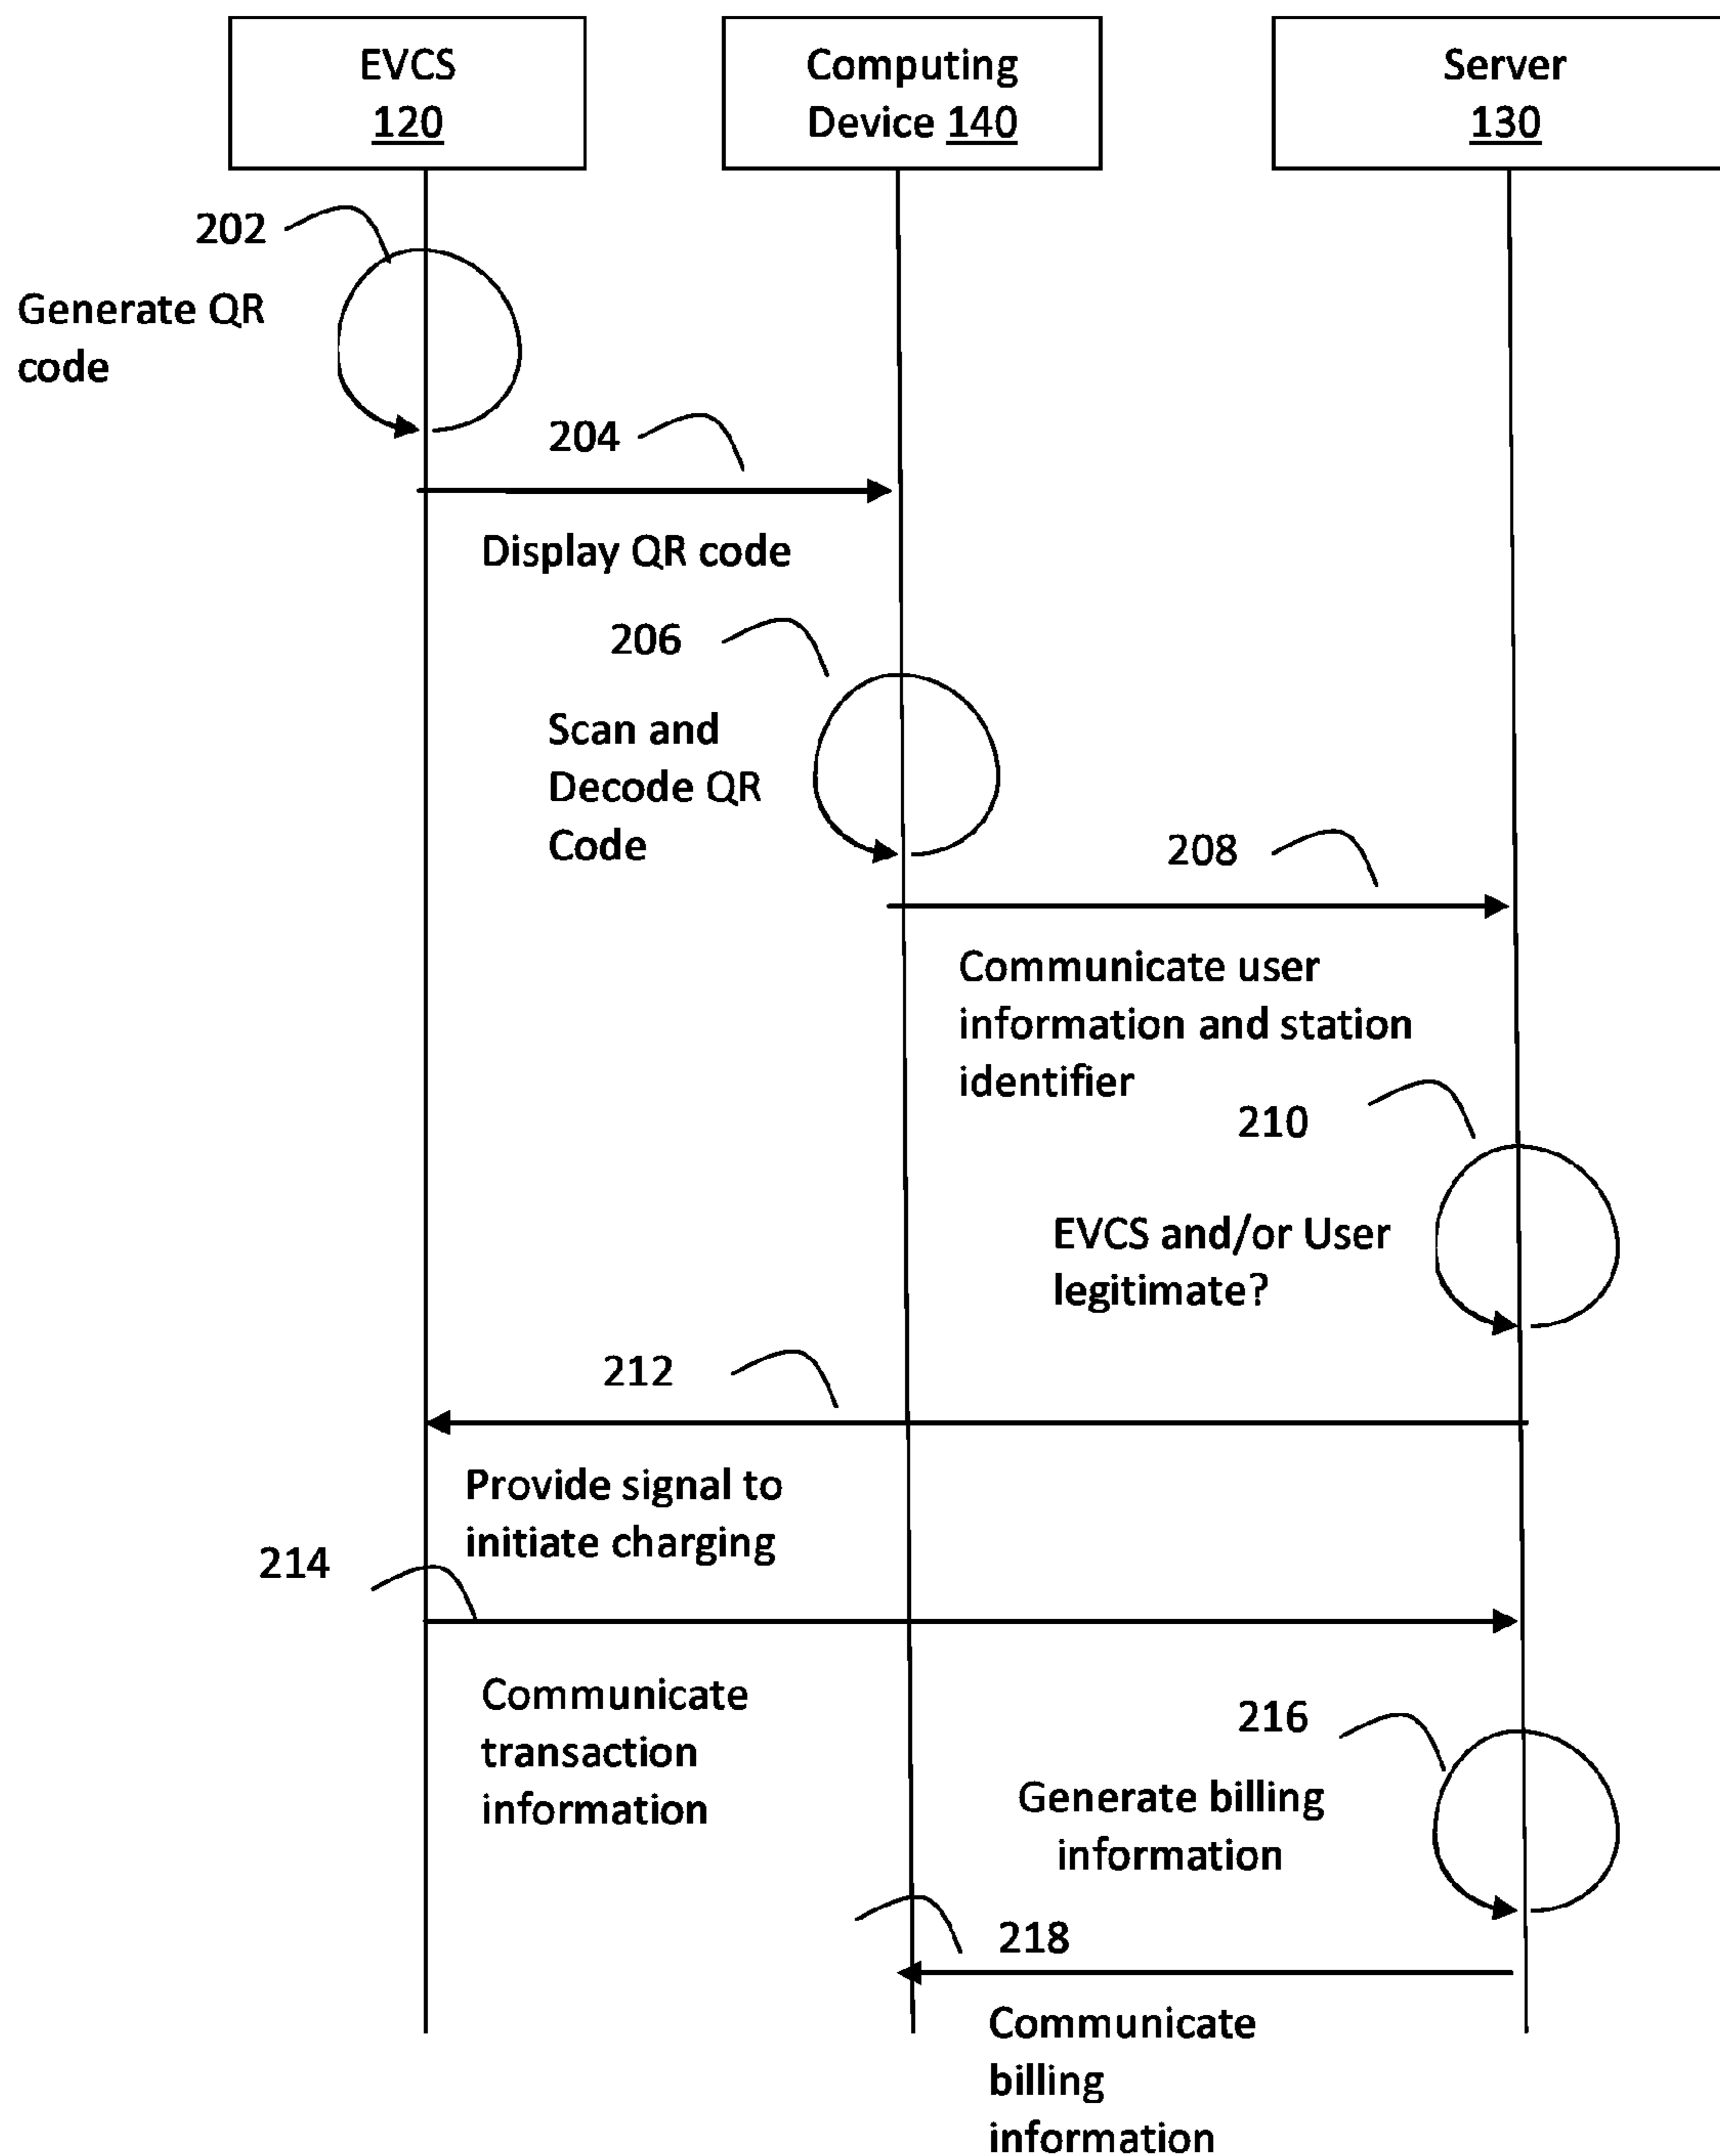 EVCS
120
Computing
Device 140
Server
130
202
Generate QR
code
204
Display QR code
206
Scan and
Decode QR
Code
208
Communicate user
information and station
identifier
210
EVCS and/or User
legitimate?
212
Provide signal to
initiate charging
214
Communicate
transaction
information
216
Generate billing
information
218
Communicate
billing
information